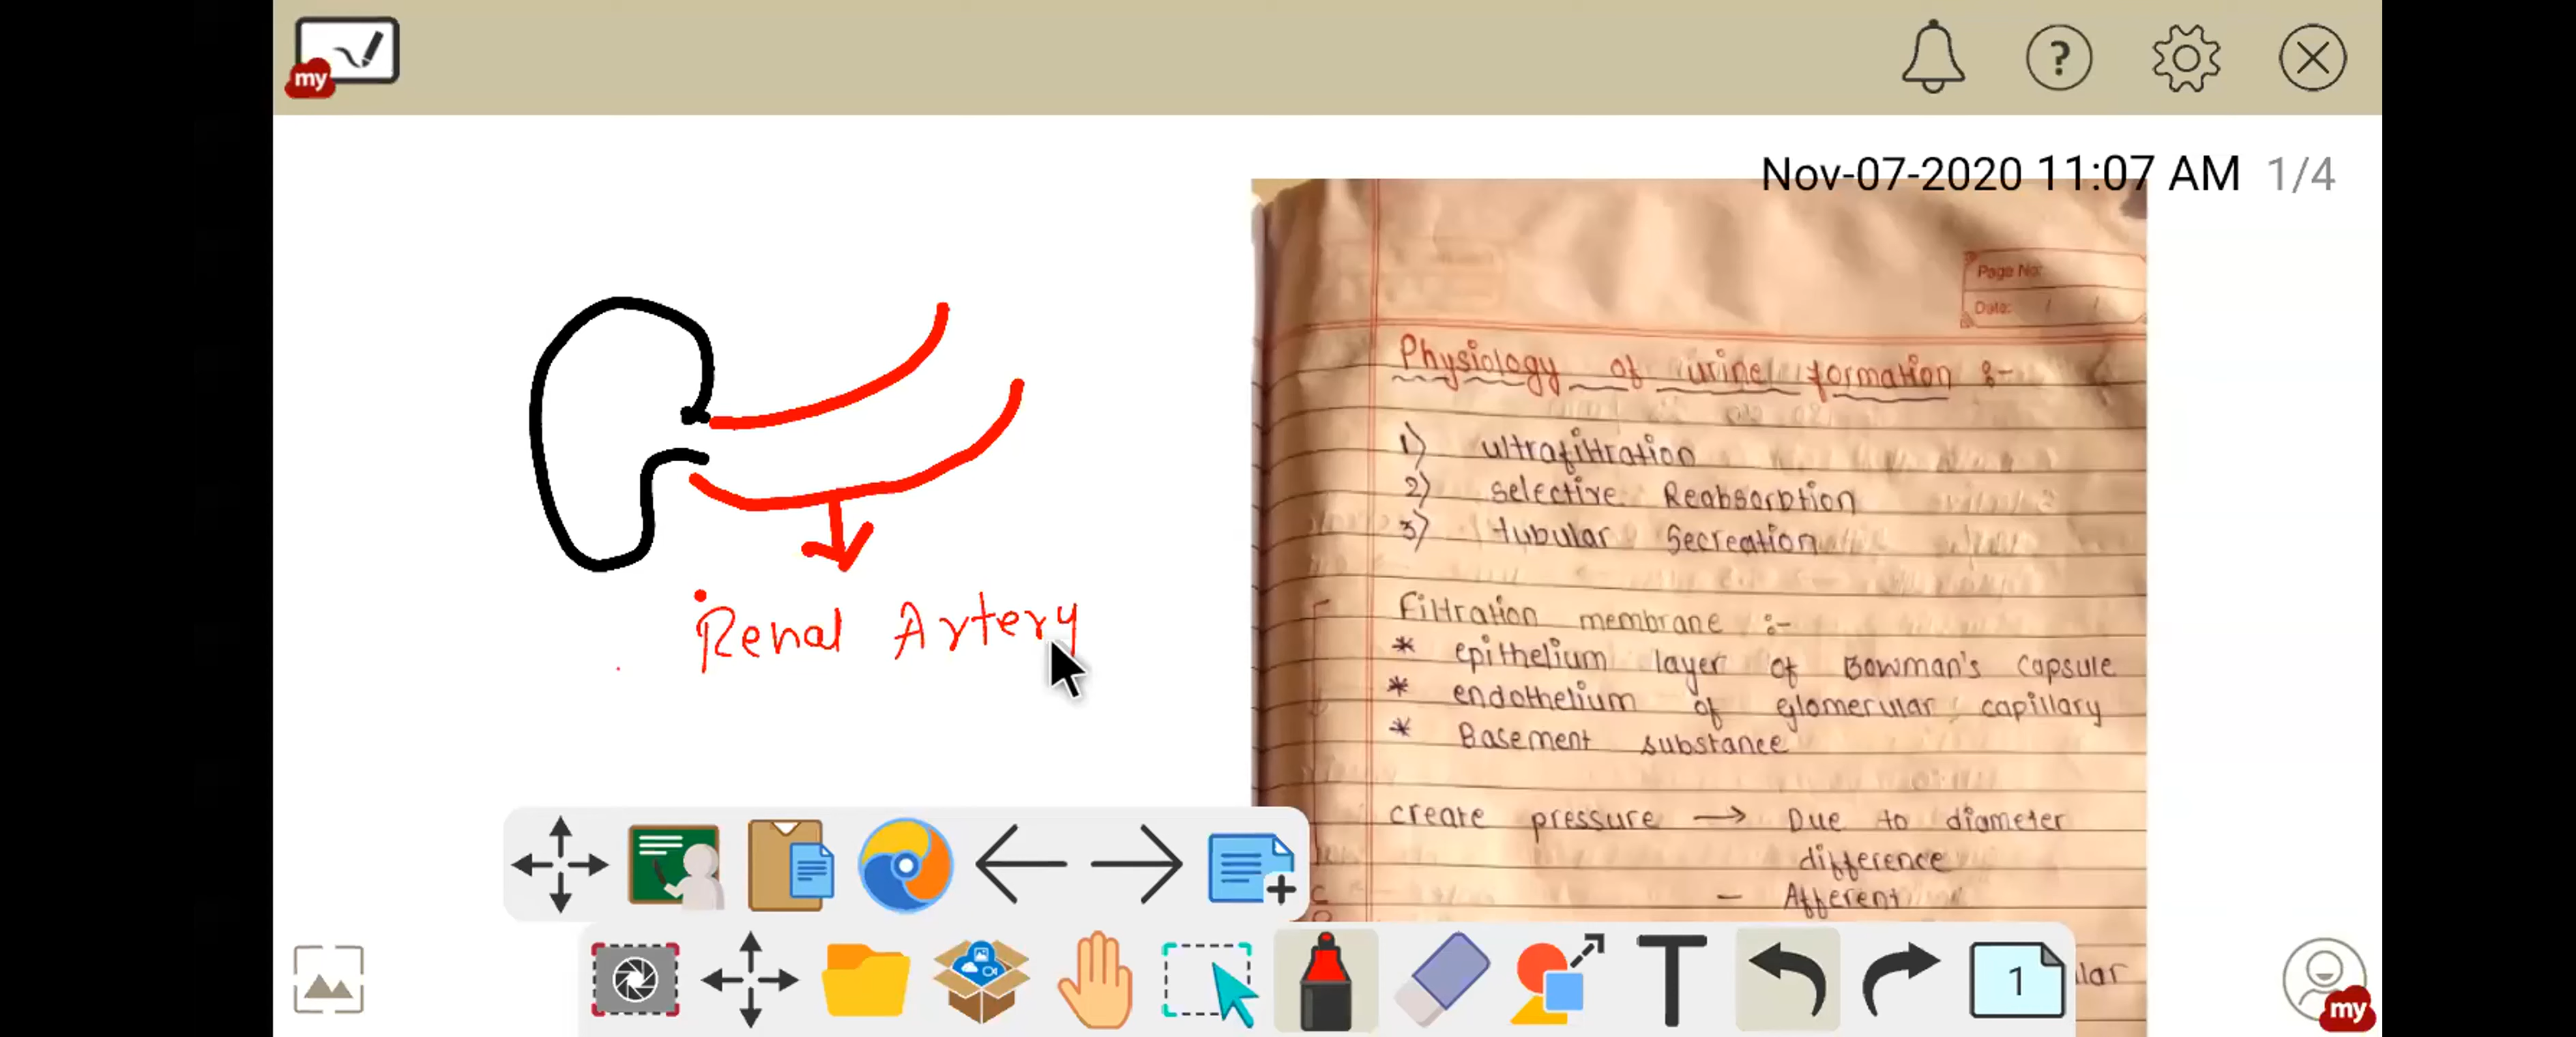 my
?
Nov-07-2020 11:07 AM 1/4
Page No:
Date: / /
Physiology of urine formation :-
1) ultrafiltration
2) selective Reabsorbtion
3) tubular Secreation
Filtration membrane :-
* epithelium layer of Bowman's capsule
* endothelium of glomerular capillary
* Basement substance
create pressure → Due to diameter
difference
- Afferent
lar
Renal Artery
T
1
my